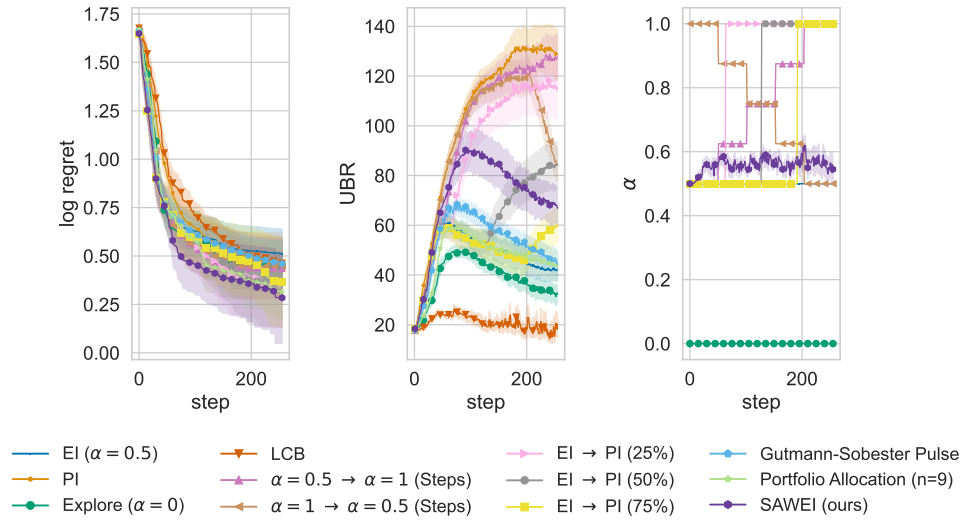 1.75
1.50
1.25
1.00
0.75
0.50
0.25
0.00
log regret
0
200
step
140
120
100
80
60
40
20
UBR
0
200
step
1.0
0.8
0.6
0.4
0.2
0.0
α
0
200
step
EI (α = 0.5)
PI
Explore (α = 0)
LCB
α = 0.5 → α = 1 (Steps)
α = 1 → α = 0.5 (Steps)
EI → PI (25%)
EI → PI (50%)
EI → PI (75%)
Gutmann-Sobester Pulse
Portfolio Allocation (n=9)
SAWEI (ours)